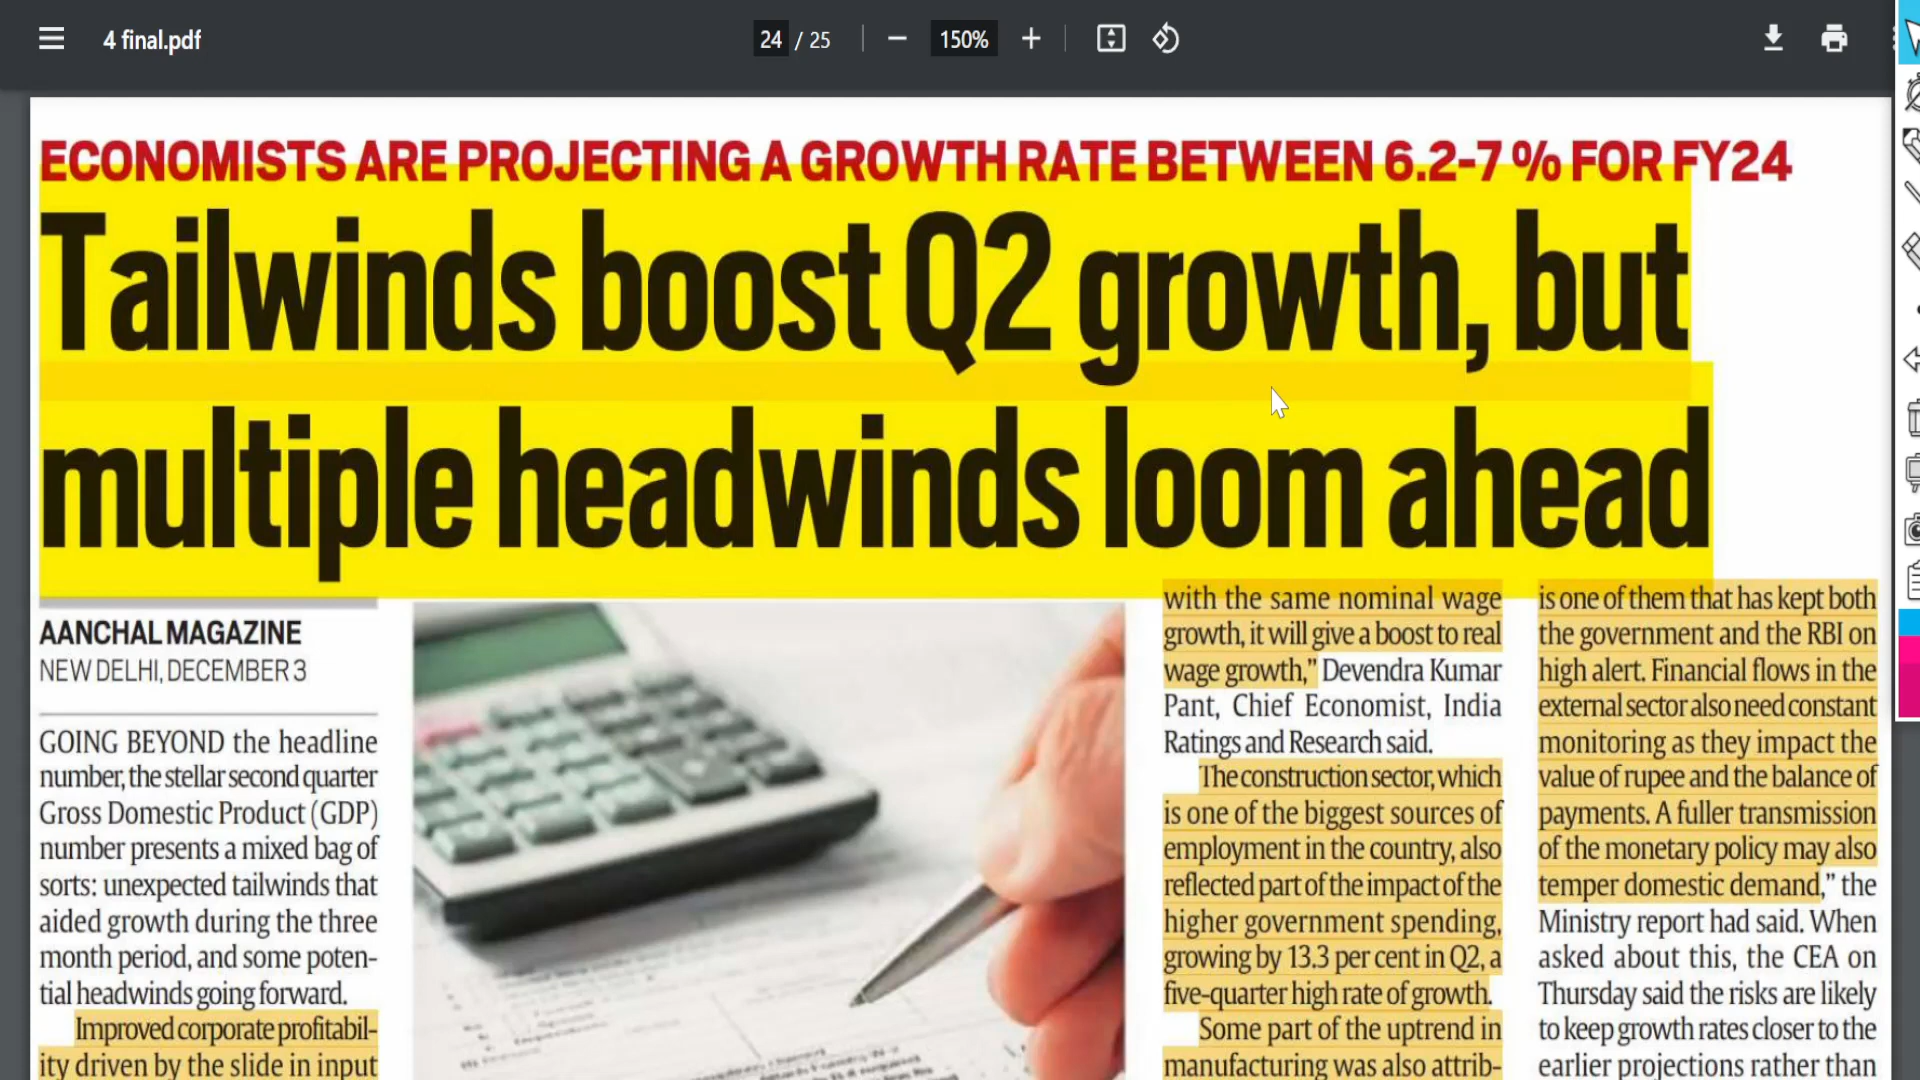 4 final.pdf
24 / 25
150%
ECONOMISTS ARE PROJECTING A GROWTH RATE BETWEEN 6.2-7 % FOR FY24
Tailwinds boost Q2 growth, but
multiple headwinds loom ahead
AANCHAL MAGAZINE
NEW DELHI, DECEMBER 3
GOING BEYOND the headline
number, the stellar second quarter
Gross Domestic Product (GDP)
number presents a mixed bag of
sorts: unexpected tailwinds that
aided growth during the three
month period, and some poten-
tial headwinds going forward.
Improved corporate profitabil-
ity driven by the slide in input
with the same nominal wage
growth, it will give a boost to real
wage growth,” Devendra Kumar
Pant, Chief Economist, India
Ratings and Research said.
The construction sector, which
is one of the biggest sources of
employment in the country, also
reflected part of the impact of the
higher government spending,
growing by 13.3 per cent in Q2, a
five-quarter high rate of growth.
Some part of the uptrend in
manufacturing was also attrib-
is one of them that has kept both
the government and the RBI on
high alert. Financial flows in the
external sector also need constant
monitoring as they impact the
value of rupee and the balance of
payments. A fuller transmission
of the monetary policy may also
temper domestic demand,” the
Ministry report had said. When
asked about this, the CEA on
Thursday said the risks are likely
to keep growth rates closer to the
earlier projections rather than